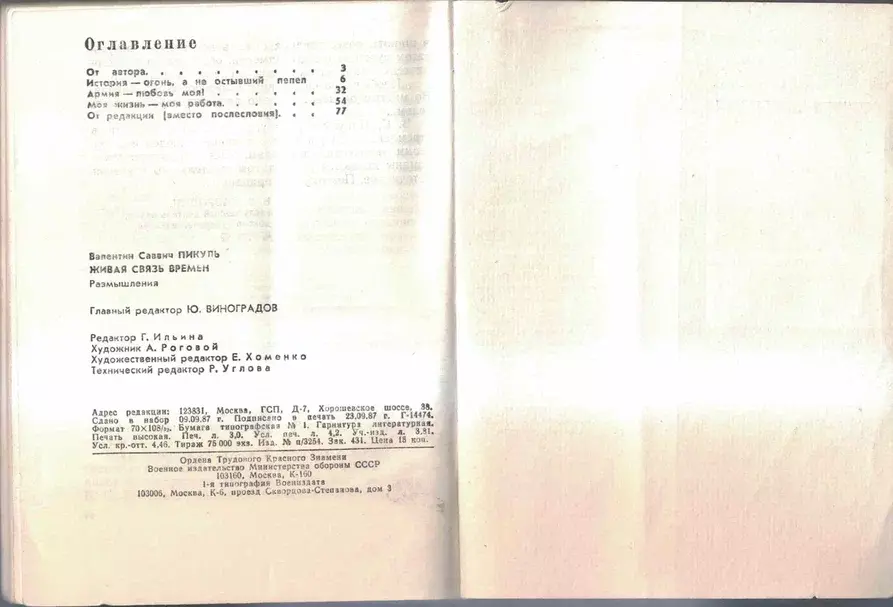 Оглавление
От автора. . . . . . . . . . 3
История — огонь, а не остывший пепел 6
Армия — любовь моя! . . . . . . 32
Моя жизнь — моя работа. . . . . . 54
От редакции (вместо послесловия). . . 77
Валентин Саввич ПИКУЛЬ
ЖИВАЯ СВЯЗЬ ВРЕМЕН
Размышления
Главный редактор Ю. ВИНОГРАДОВ
Редактор Г. Ильина
Художник А. Роговой
Художественный редактор Е. Хоменко
Технический редактор Р. Углова
Адрес редакции: 123831, Москва, ГСП, Д-7, Хорошевское шоссе, 38.
Сдано в набор 09.09.87 г. Подписано в печать 23.09.87 г. Г-14474.
Формат 70×108/₃₂. Бумага типографская № 1. Гарнитура литературная.
Печать высокая. Печ. л. 3,0. Усл. печ. л. 4,2. Уч.-изд. л. 3,81.
Усл. кр.-отт. 4,46. Тираж 75 000 экз. Изд. № п/3254. Зак. 431. Цена 15 коп.
Ордена Трудового Красного Знамени
Военное издательство Министерства обороны СССР
103160, Москва, К-160
1-я типография Воениздата
103006, Москва, К-6, проезд Скворцова-Степанова, дом 3